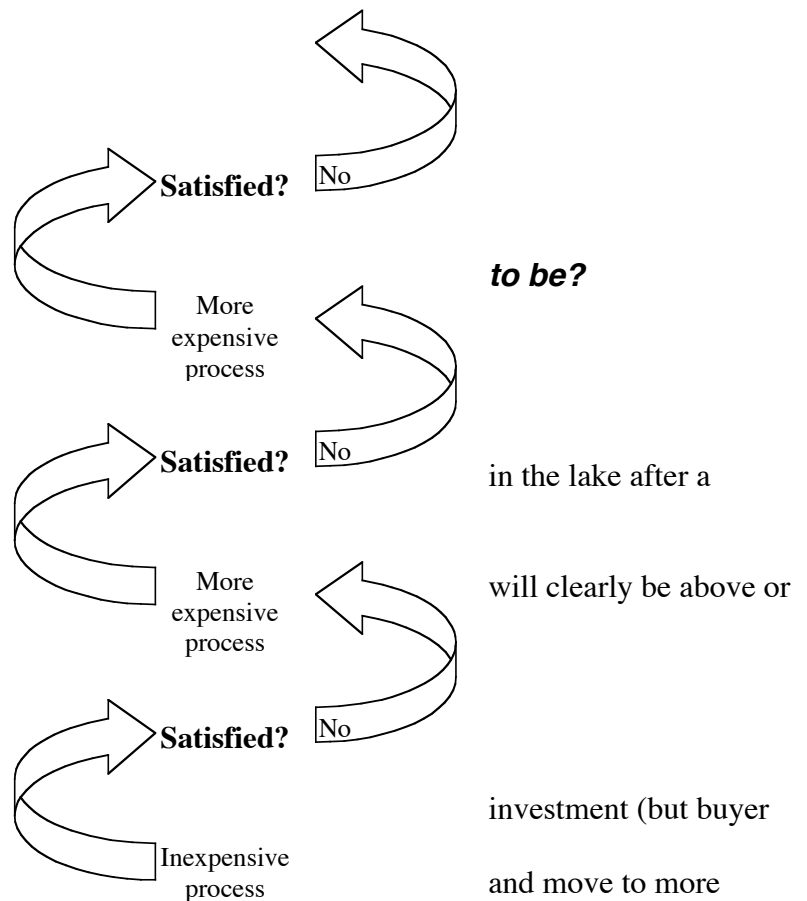 Satisfied?
No
to be?
More
expensive
process
Satisfied?
No
in the lake after a
More
expensive
process
will clearly be above or
Satisfied?
No
investment (but buyer
Inexpensive
process
and move to more